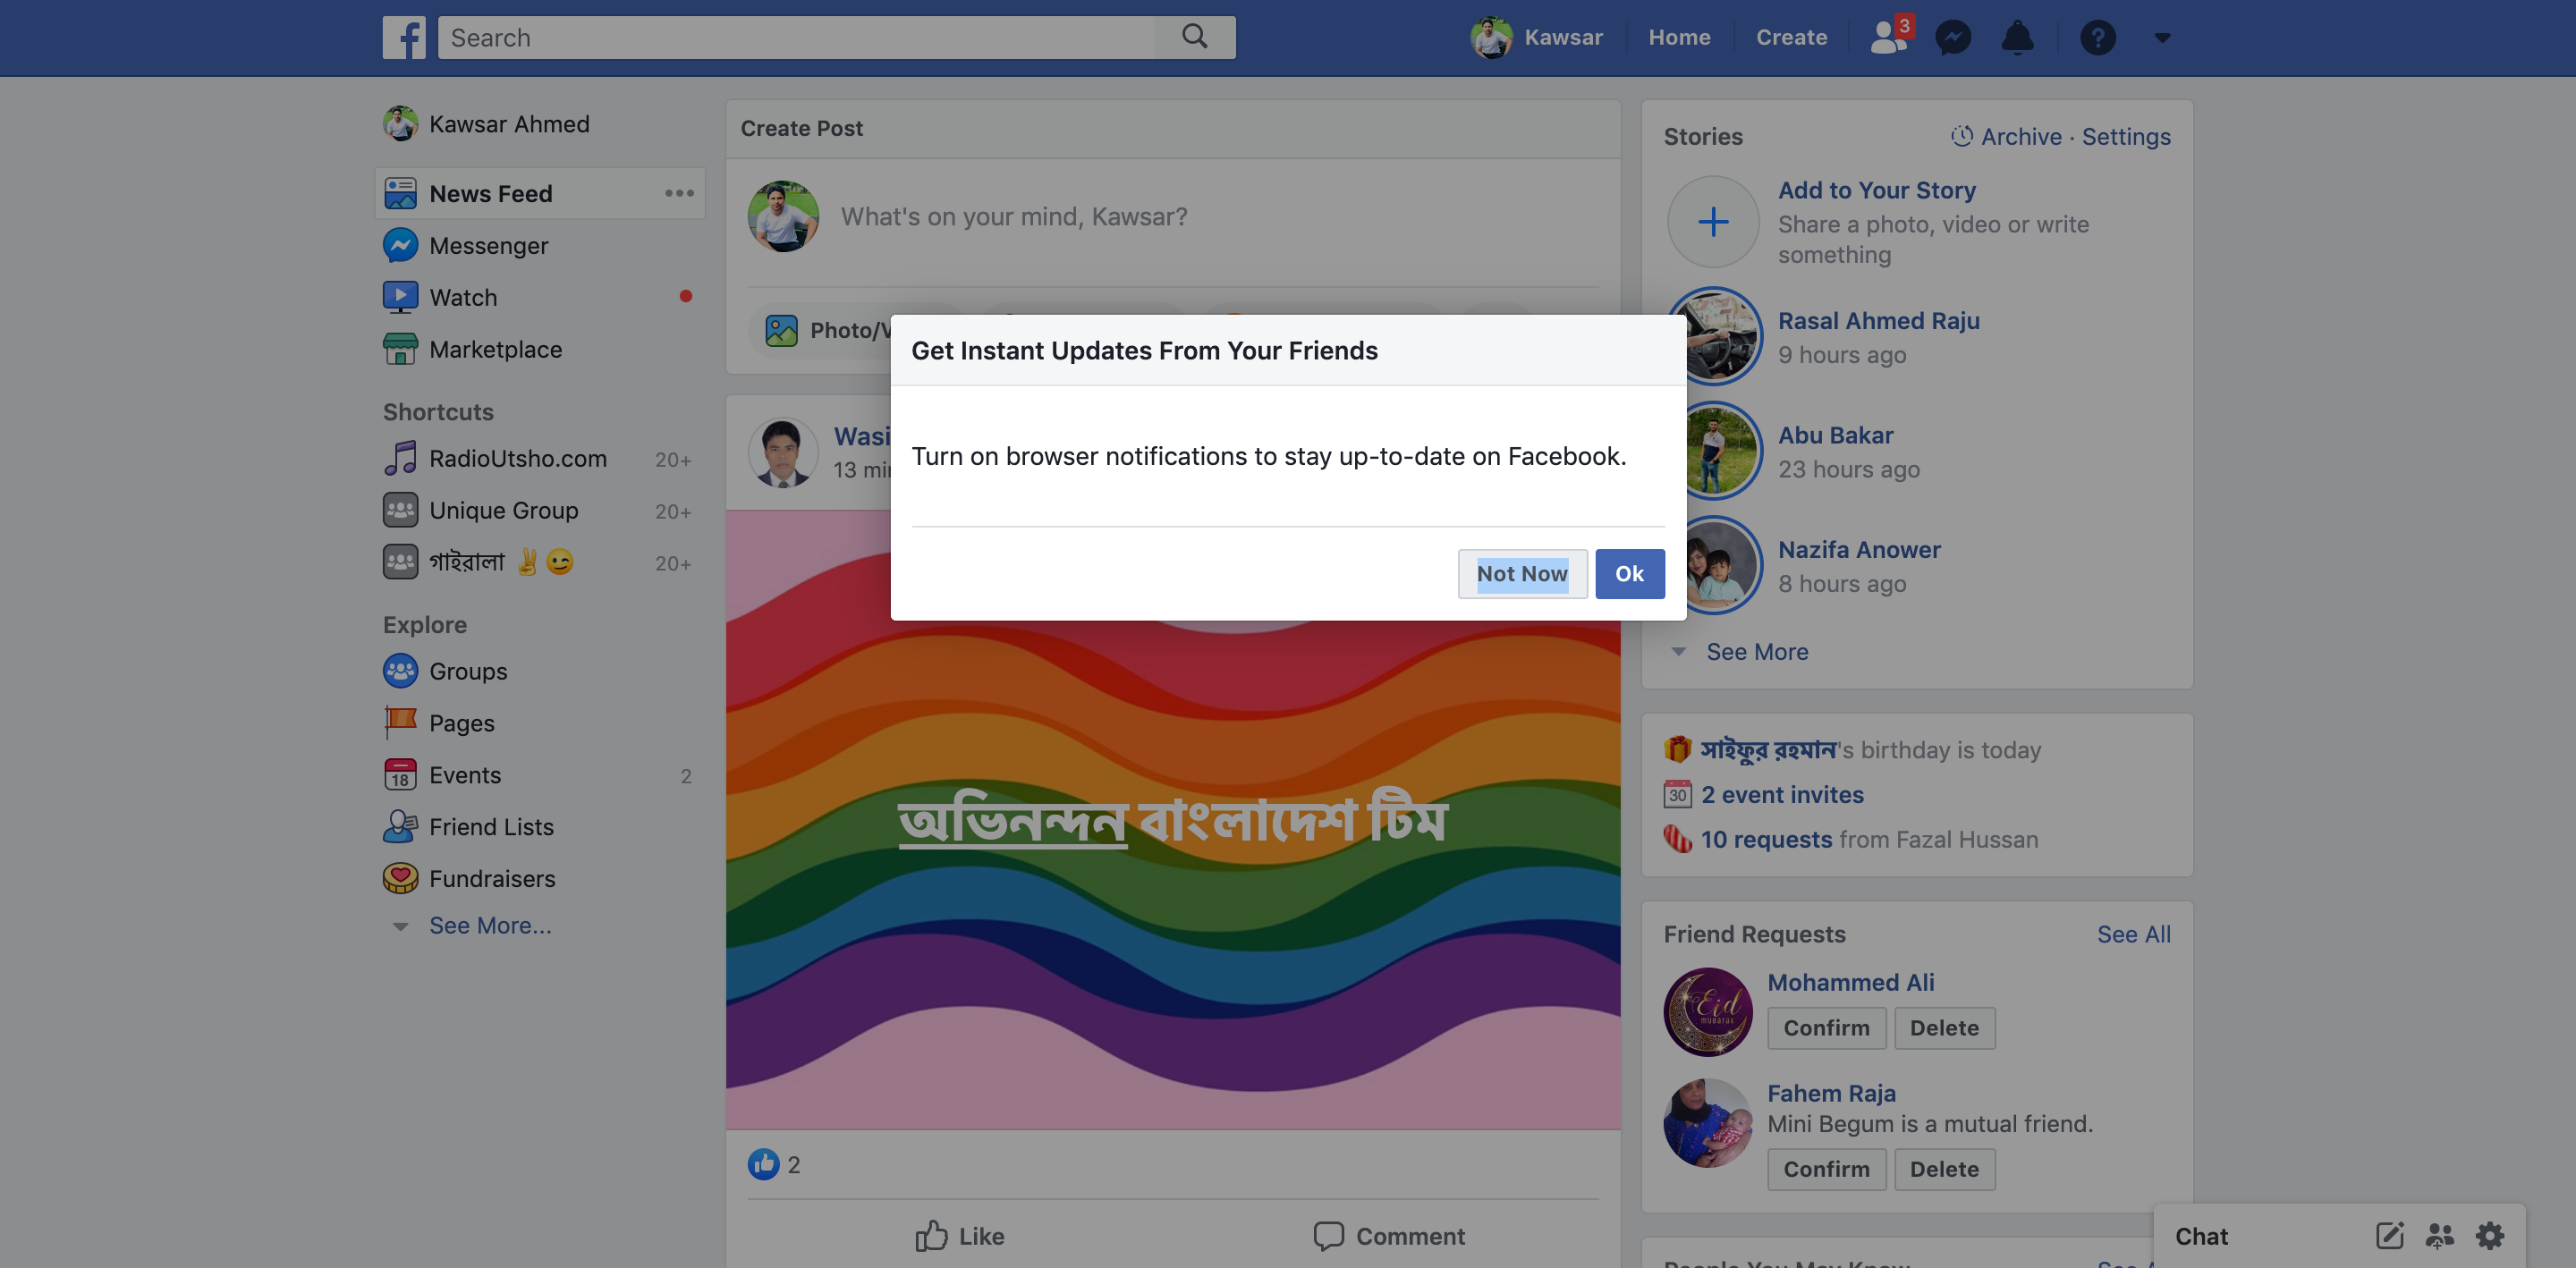 Search
Kawsar
Home
Create
3
Kawsar Ahmed
News Feed
Messenger
Watch
Marketplace
Shortcuts
RadioUtsho.com 20+
Unique Group 20+
গাইরালা ✌😉 20+
Explore
Groups
Pages
18
Events 2
Friend Lists
Fundraisers
See More...
Create Post
What's on your mind, Kawsar?
Get Instant Updates From Your Friends
Turn on browser notifications to stay up-to-date on Facebook.
Not Now
Ok
অভিনন্দন বাংলাদেশ টিম
2
Like
Comment
Stories
Archive · Settings
Add to Your Story
Share a photo, video or write
something
Rasal Ahmed Raju
9 hours ago
Abu Bakar
23 hours ago
Nazifa Anower
8 hours ago
See More
সাইফুর রহমান's birthday is today
30
2 event invites
10 requests from Fazal Hussan
Friend Requests
See All
Eid
MUBARAK
Mohammed Ali
Confirm
Delete
Fahem Raja
Mini Begum is a mutual friend.
Confirm
Delete
Chat